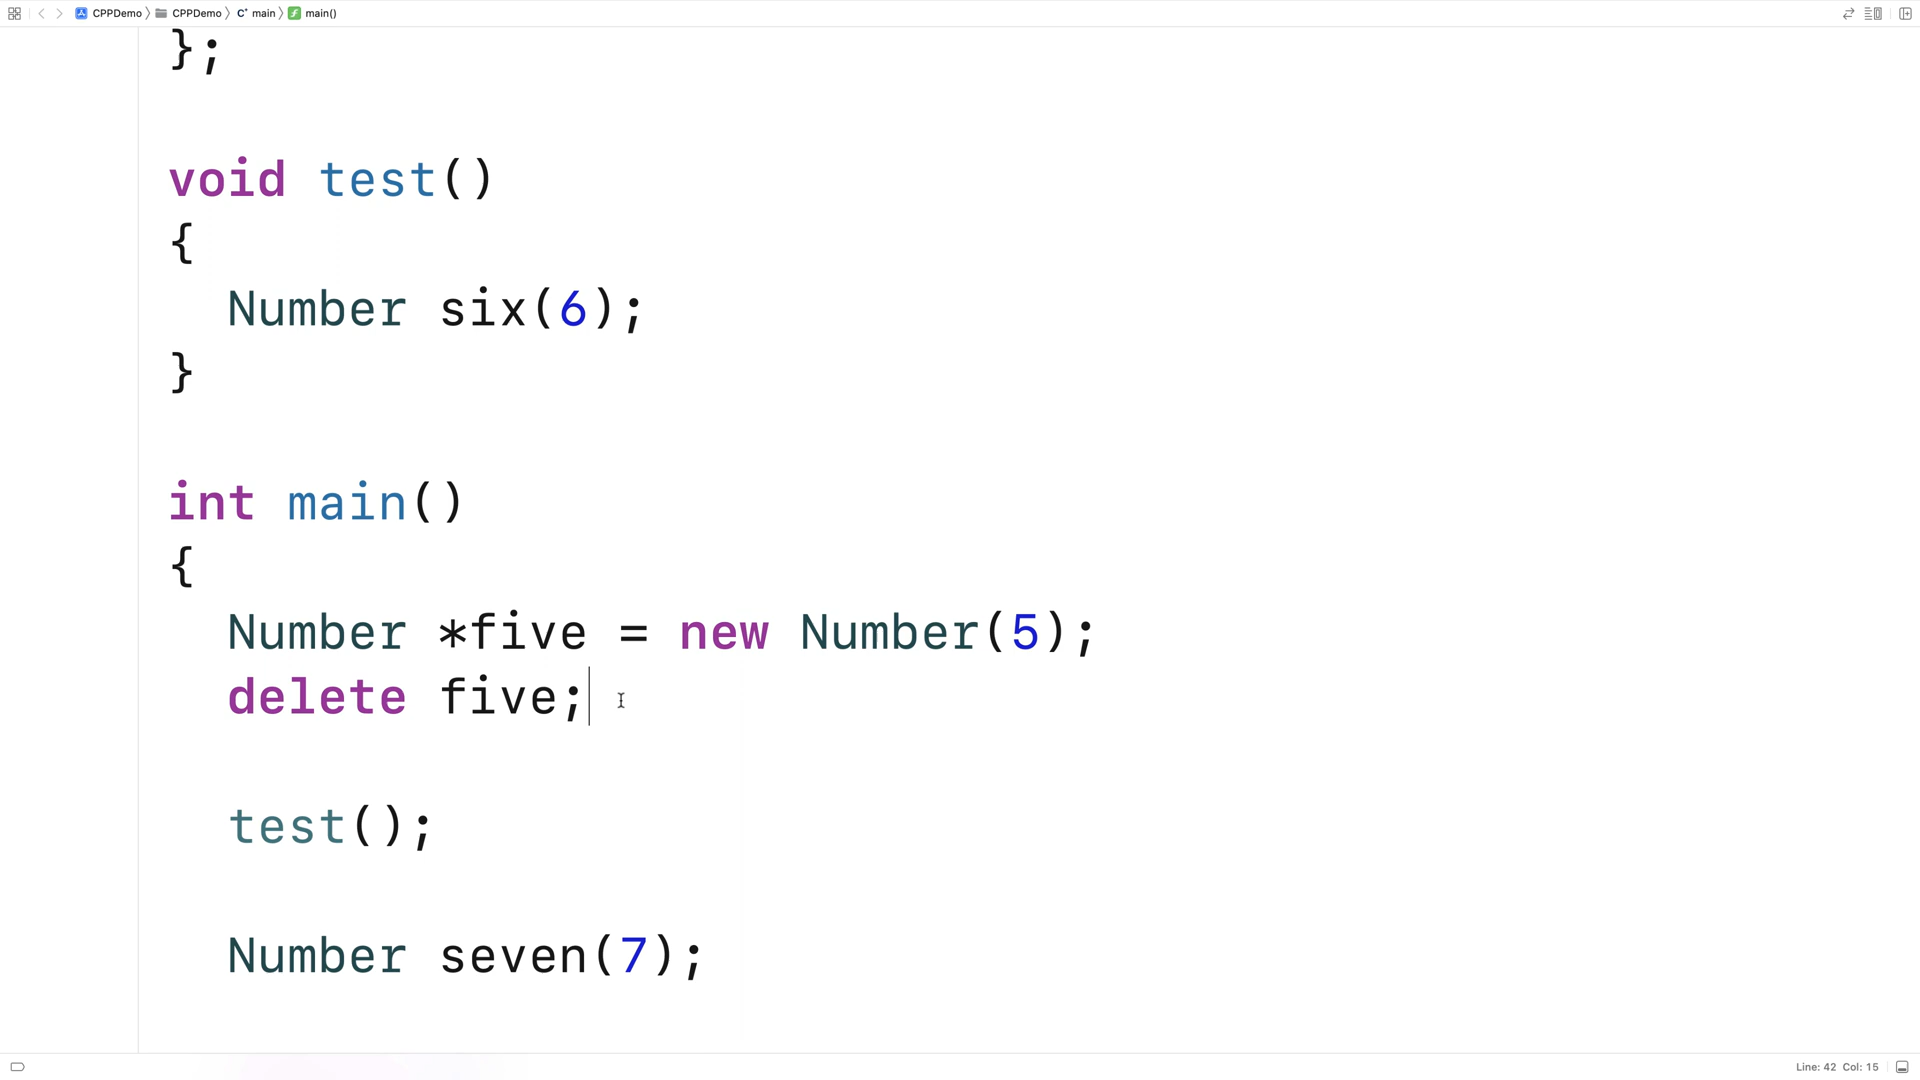 CPPDemo 〉 CPPDemo 〉 C⁺ main 〉 f main()
};
void test()
{
  Number six(6);
}
int main()
{
  Number *five = new Number(5);
  delete five;
  test();
  Number seven(7);
Line: 42 Col: 15